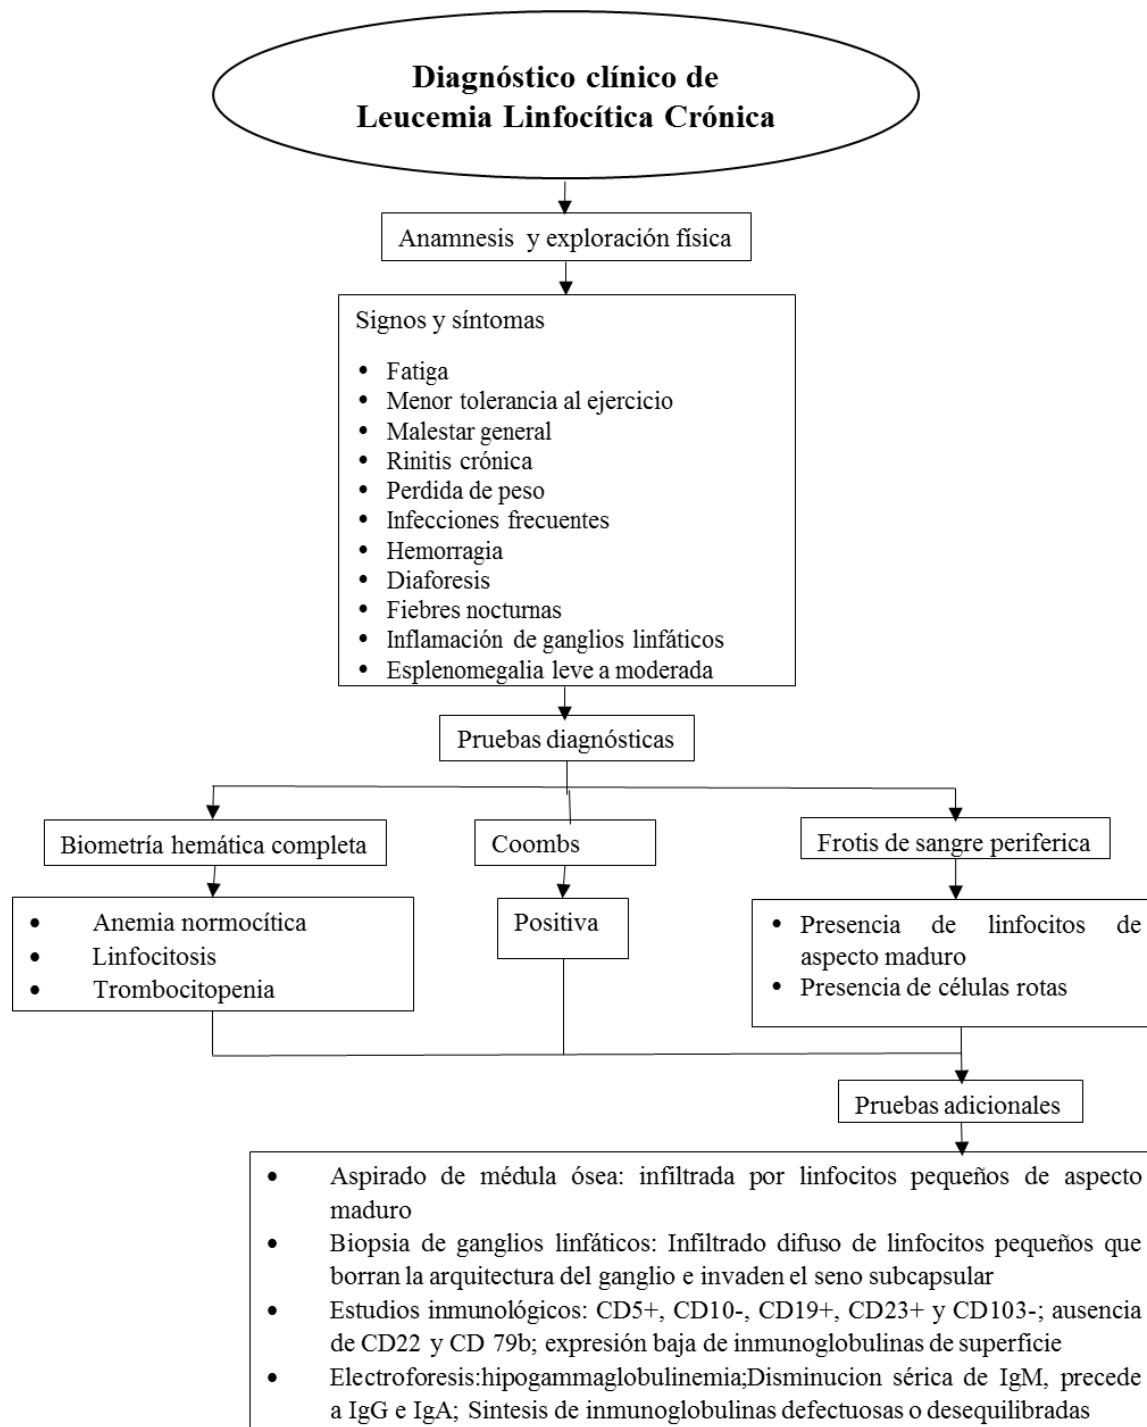 Diagnóstico clínico de
Leucemia Linfocítica Crónica
Anamnesis y exploración física
Signos y síntomas
• Fatiga
• Menor tolerancia al ejercicio
• Malestar general
• Rinitis crónica
• Perdida de peso
• Infecciones frecuentes
• Hemorragia
• Diaforesis
• Fiebres nocturnas
• Inflamación de ganglios linfáticos
• Esplenomegalia leve a moderada
Pruebas diagnósticas
Biometría hemática completa
Coombs
Frotis de sangre periferica
• Anemia normocítica
• Linfocitosis
• Trombocitopenia
Positiva
• Presencia de linfocitos de
aspecto maduro
• Presencia de células rotas
Pruebas adicionales
• Aspirado de médula ósea: infiltrada por linfocitos pequeños de aspecto
maduro
• Biopsia de ganglios linfáticos: Infiltrado difuso de linfocitos pequeños que
borran la arquitectura del ganglio e invaden el seno subcapsular
• Estudios inmunológicos: CD5+, CD10-, CD19+, CD23+ y CD103-; ausencia
de CD22 y CD 79b; expresión baja de inmunoglobulinas de superficie
• Electroforesis:hipogammaglobulinemia;Disminucion sérica de IgM, precede
a IgG e IgA; Sintesis de inmunoglobulinas defectuosas o desequilibradas